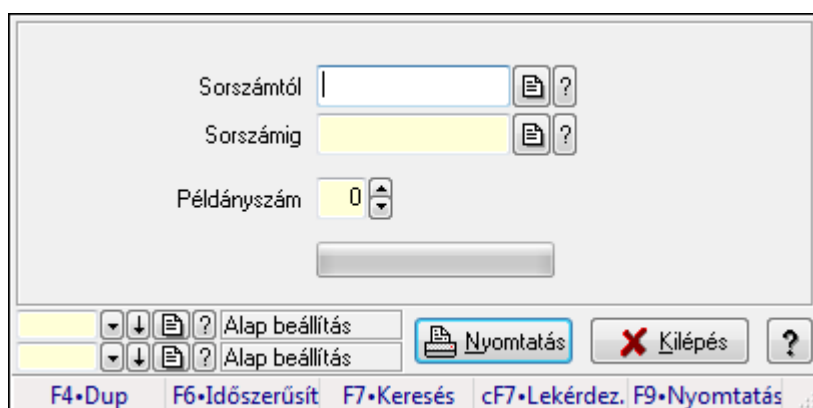 Sorszámtól ?
Sorszámig ?
Példányszám 0
? Alap beállítás
? Alap beállítás
Nyomtatás Kilépés ?
F4•Dup F6•Időszerűsít F7•Keresés cF7•Lekérdez. F9•Nyomtatás